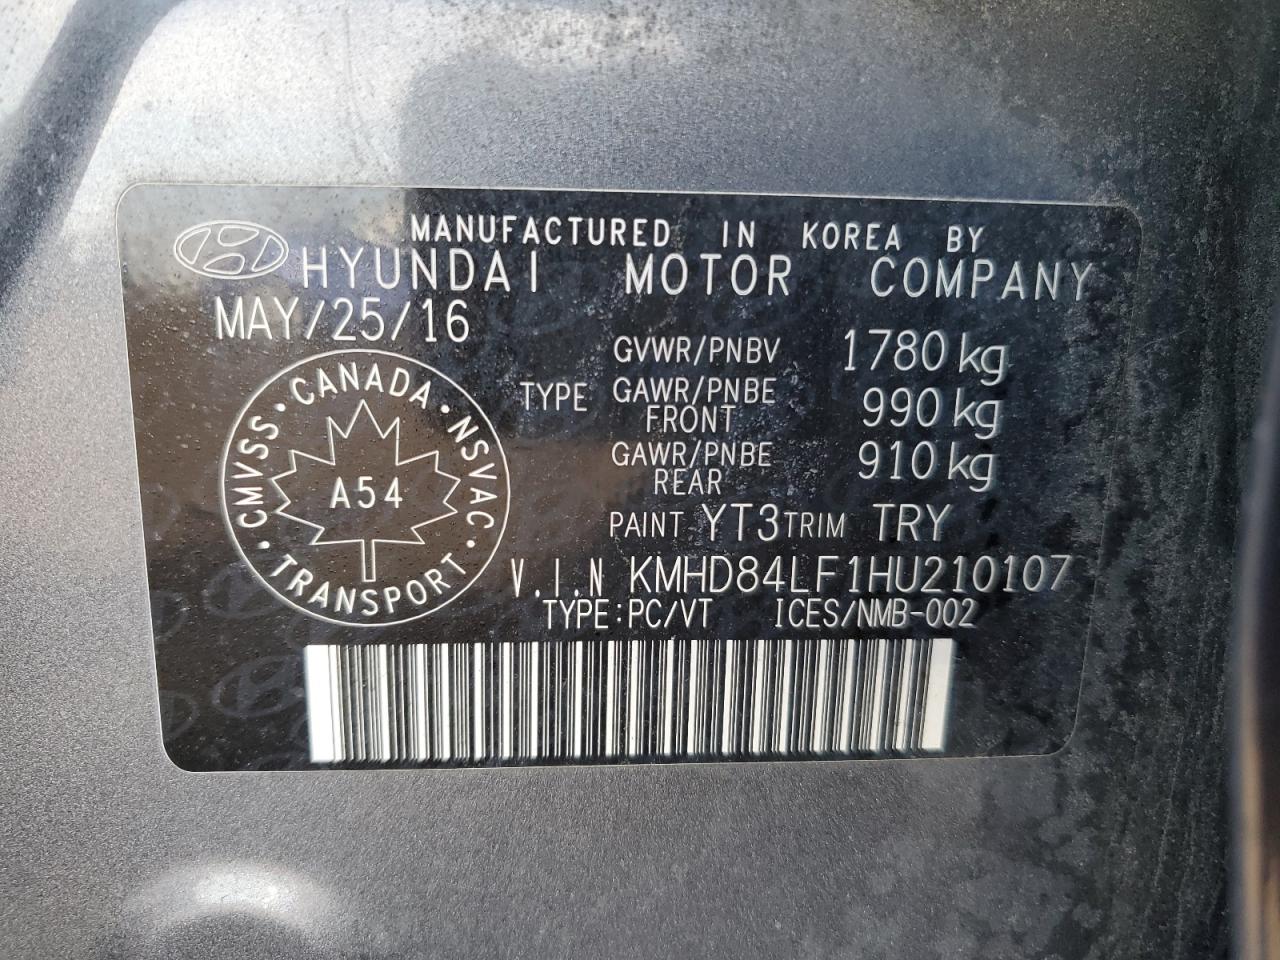 MANUFACTURED IN KOREA BY
HYUNDAI MOTOR COMPANY
MAY/25/16
GVWR/PNBV 1780 kg
TYPE GAWR/PNBE FRONT 990 kg
GAWR/PNBE REAR 910 kg
CANADA · NSVAC · TRANSPORT · CMVSS ·
A54
PAINT YT3 TRIM TRY
V.I.N KMHD84LF1HU210107
TYPE:PC/VT ICES/NMB-002